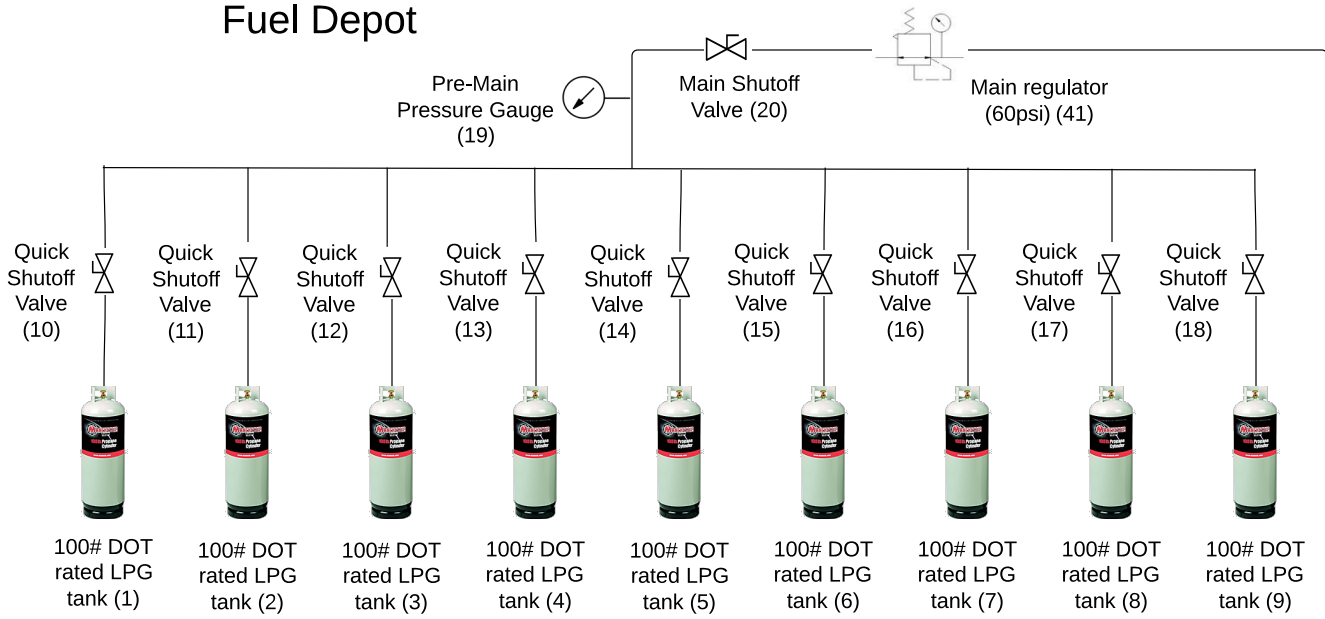 Fuel Depot
Pre-Main
Pressure Gauge
(19)
Main Shutoff
Valve (20)
Main regulator
(60psi) (41)
Quick
Shutoff
Valve
(10)
Quick
Shutoff
Valve
(11)
Quick
Shutoff
Valve
(12)
Quick
Shutoff
Valve
(13)
Quick
Shutoff
Valve
(14)
Quick
Shutoff
Valve
(15)
Quick
Shutoff
Valve
(16)
Quick
Shutoff
Valve
(17)
Quick
Shutoff
Valve
(18)
100# DOT
rated LPG
tank (1)
100# DOT
rated LPG
tank (2)
100# DOT
rated LPG
tank (3)
100# DOT
rated LPG
tank (4)
100# DOT
rated LPG
tank (5)
100# DOT
rated LPG
tank (6)
100# DOT
rated LPG
tank (7)
100# DOT
rated LPG
tank (8)
100# DOT
rated LPG
tank (9)